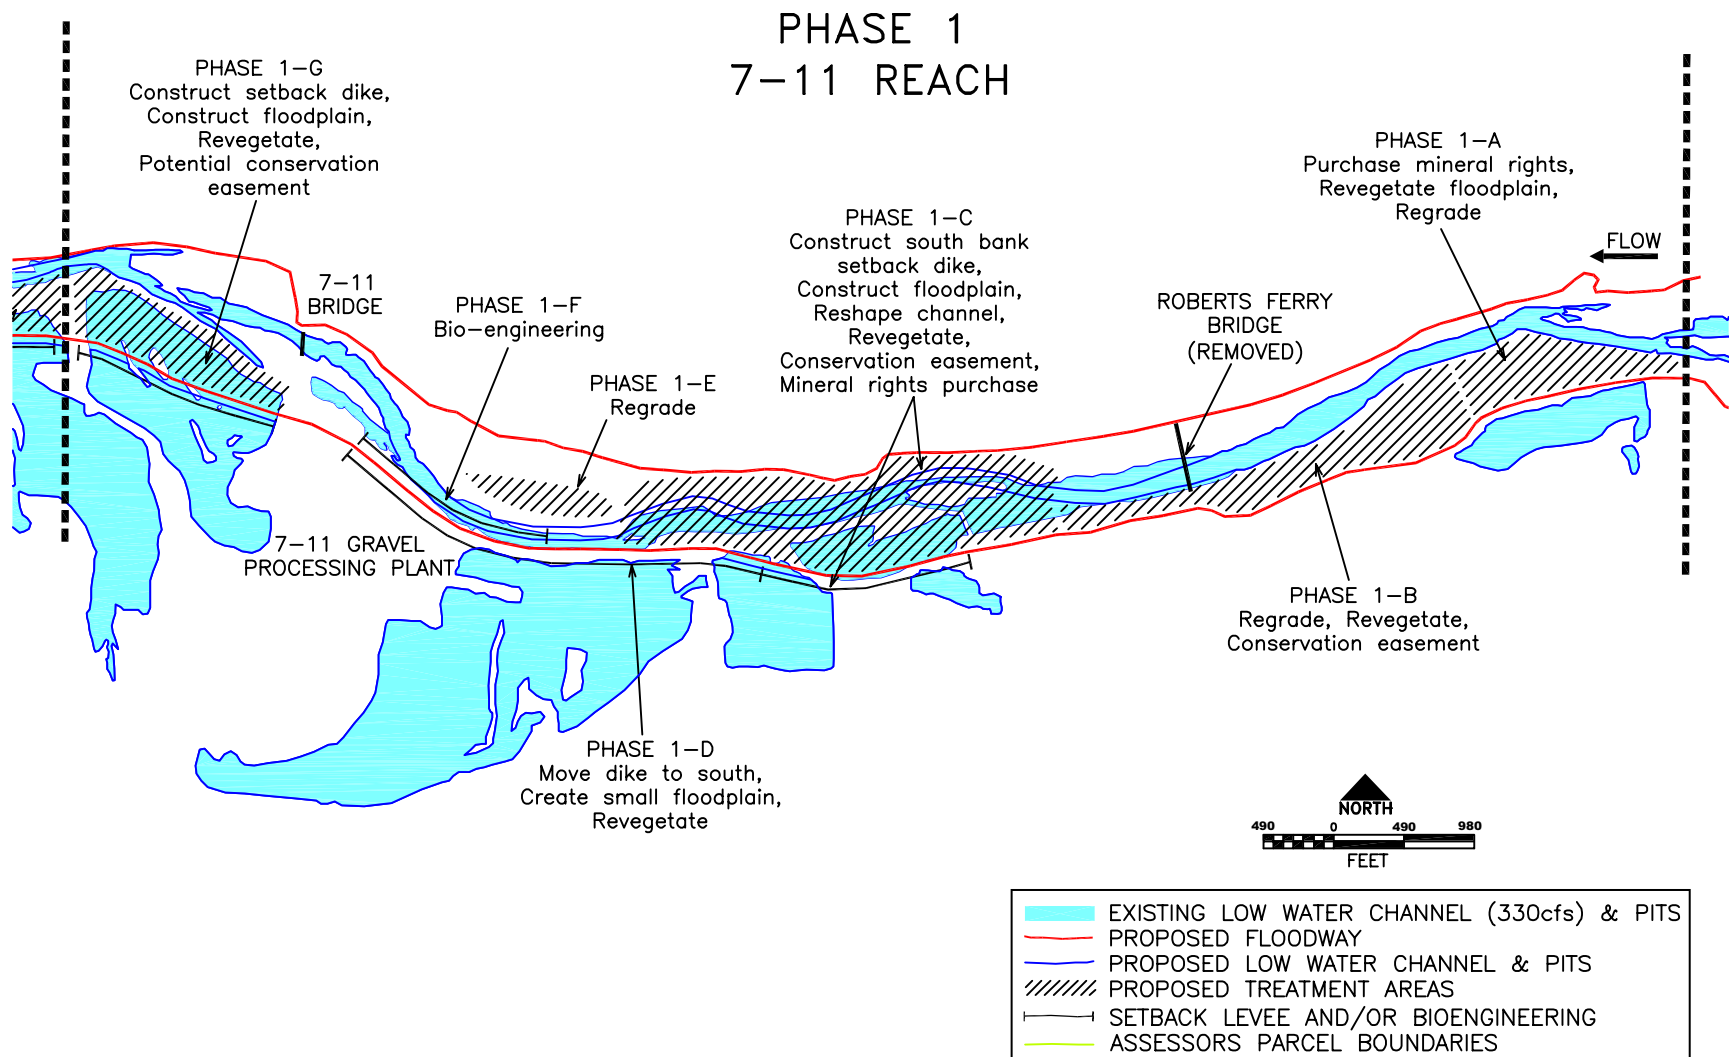 PHASE 1
7-11 REACH
PHASE 1-G
Construct setback dike,
Construct floodplain,
Revegetate,
Potential conservation
easement
PHASE 1-A
Purchase mineral rights,
Revegetate floodplain,
Regrade
PHASE 1-C
Construct south bank
setback dike,
Construct floodplain,
Reshape channel,
Revegetate,
Conservation easement,
Mineral rights purchase
FLOW
7-11
BRIDGE
PHASE 1-F
Bio-engineering
ROBERTS FERRY
BRIDGE
(REMOVED)
PHASE 1-E
Regrade
7-11 GRAVEL
PROCESSING PLANT
PHASE 1-B
Regrade, Revegetate,
Conservation easement
PHASE 1-D
Move dike to south,
Create small floodplain,
Revegetate
NORTH
490 0 490 980
FEET
EXISTING LOW WATER CHANNEL (330cfs) & PITS
PROPOSED FLOODWAY
PROPOSED LOW WATER CHANNEL & PITS
PROPOSED TREATMENT AREAS
SETBACK LEVEE AND/OR BIOENGINEERING
ASSESSORS PARCEL BOUNDARIES